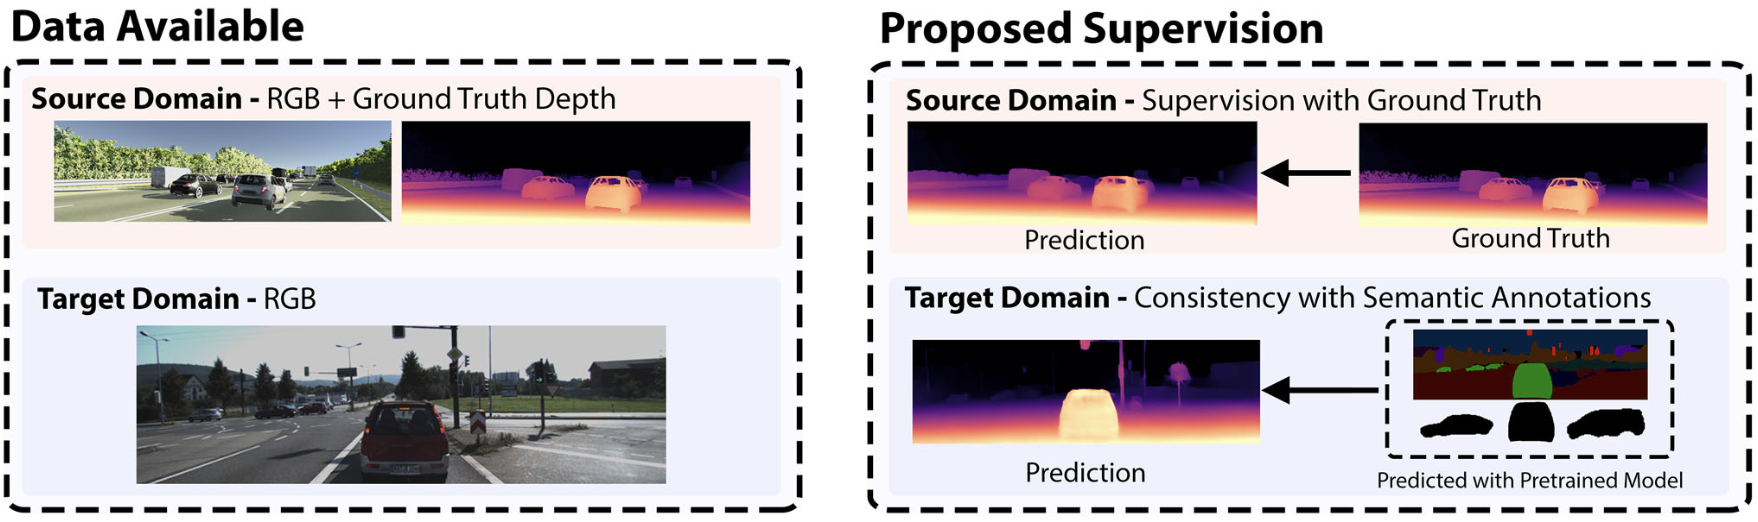 Data Available
Source Domain - RGB + Ground Truth Depth
Target Domain - RGB
Proposed Supervision
Source Domain - Supervision with Ground Truth
Prediction
Ground Truth
Target Domain - Consistency with Semantic Annotations
Prediction
Predicted with Pretrained Model